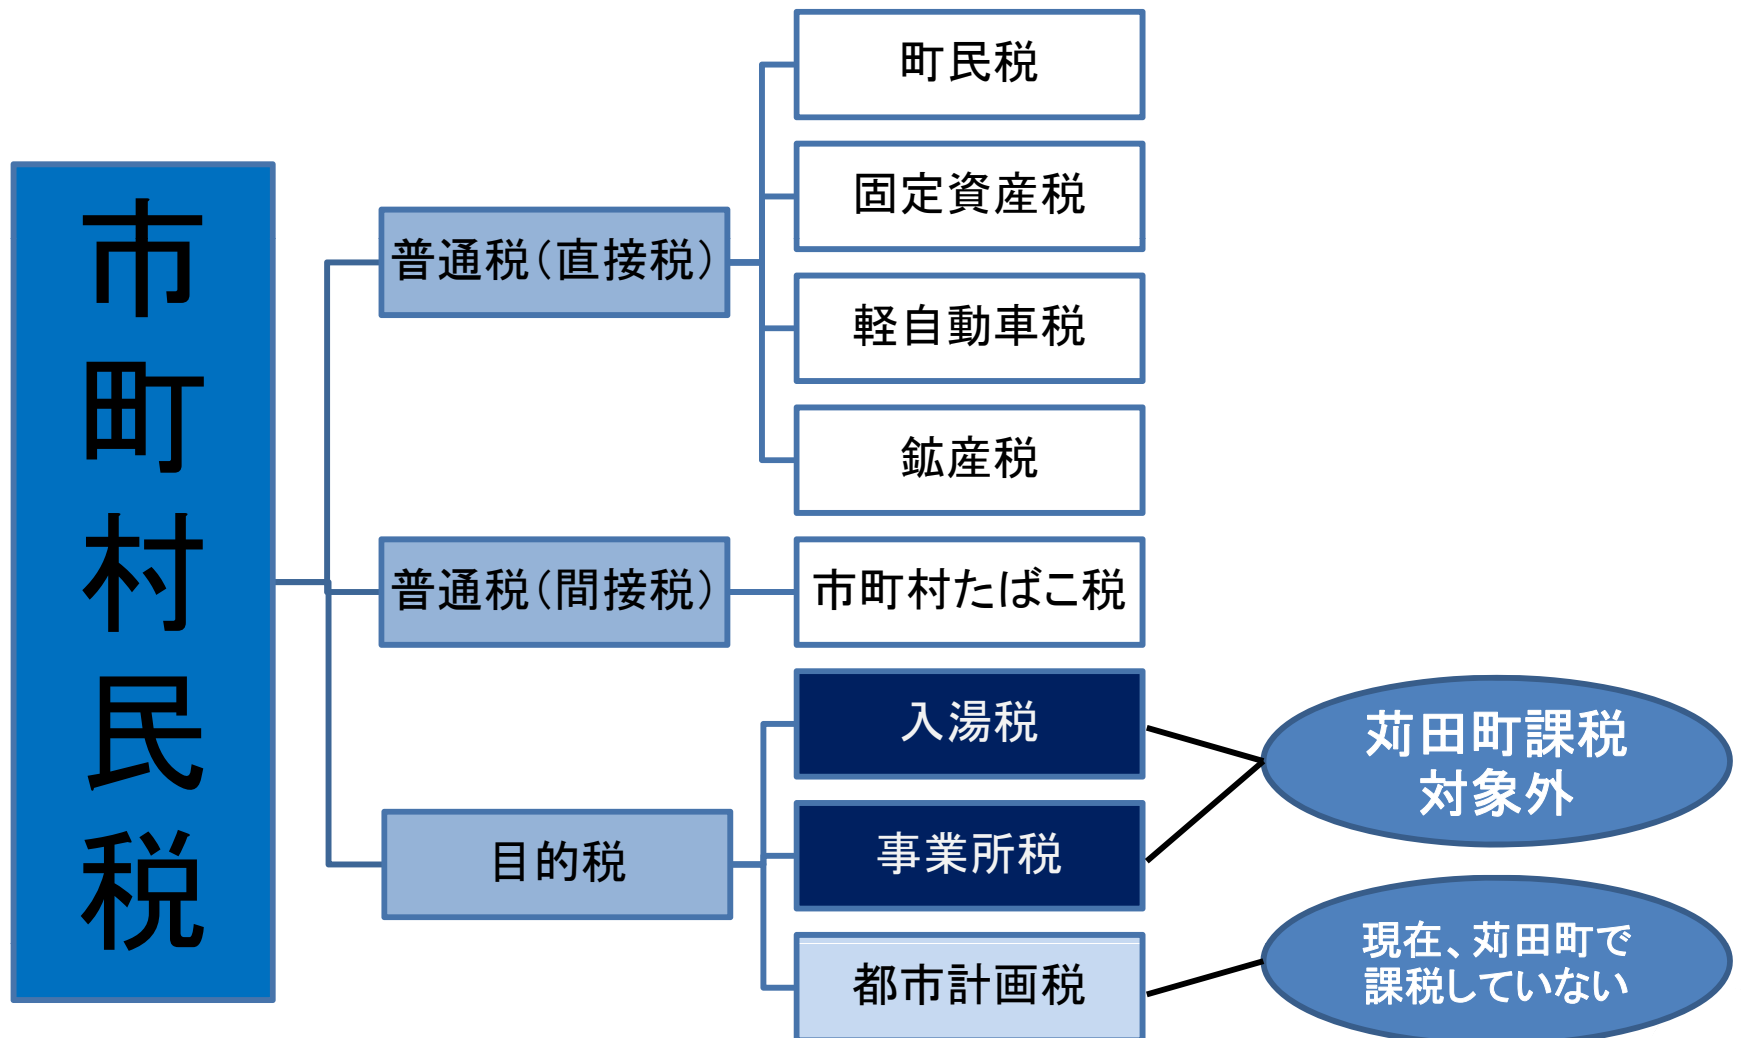 市町村民税
普通税（直接税）
町民税
固定資産税
軽自動車税
鉱産税
普通税（間接税）
市町村たばこ税
目的税
入湯税
事業所税
都市計画税
苅田町課税
対象外
現在、苅田町で
課税していない